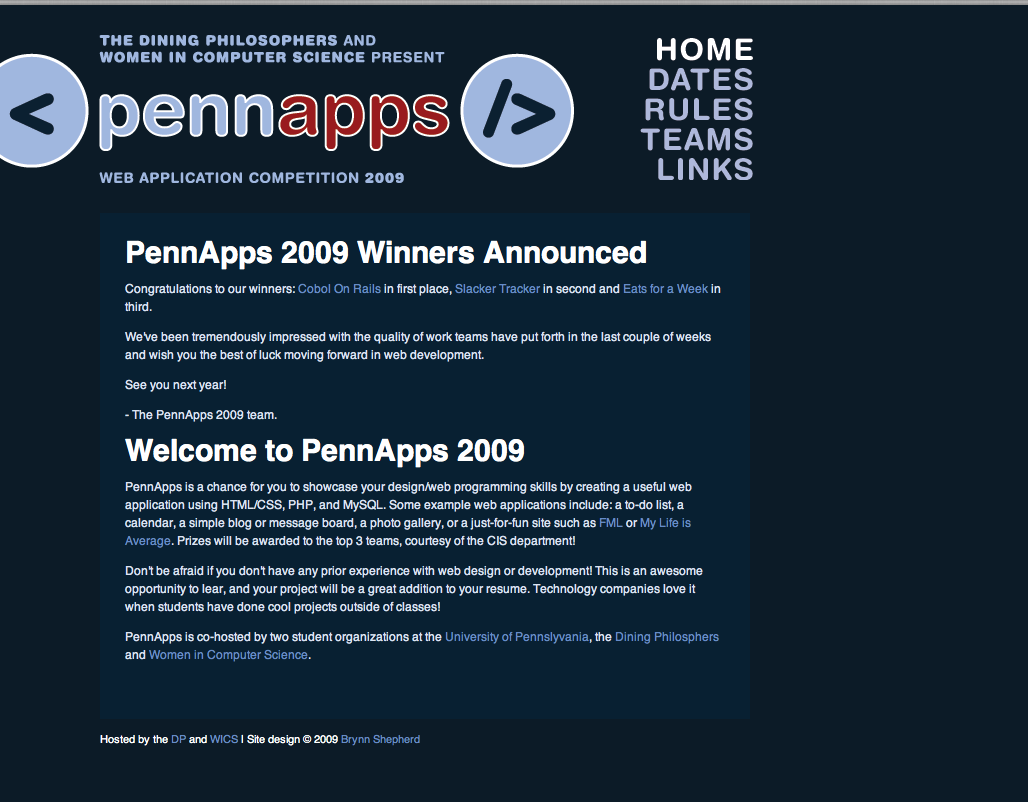 THE DINING PHILOSOPHERS AND
WOMEN IN COMPUTER SCIENCE PRESENT
< pennapps />
WEB APPLICATION COMPETITION 2009
HOME
DATES
RULES
TEAMS
LINKS
PennApps 2009 Winners Announced
Congratulations to our winners: Cobol On Rails in first place, Slacker Tracker in second and Eats for a Week in
third.
We've been tremendously impressed with the quality of work teams have put forth in the last couple of weeks
and wish you the best of luck moving forward in web development.
See you next year!
- The PennApps 2009 team.
Welcome to PennApps 2009
PennApps is a chance for you to showcase your design/web programming skills by creating a useful web
application using HTML/CSS, PHP, and MySQL. Some example web applications include: a to-do list, a
calendar, a simple blog or message board, a photo gallery, or a just-for-fun site such as FML or My Life is
Average. Prizes will be awarded to the top 3 teams, courtesy of the CIS department!
Don't be afraid if you don't have any prior experience with web design or development! This is an awesome
opportunity to lear, and your project will be a great addition to your resume. Technology companies love it
when students have done cool projects outside of classes!
PennApps is co-hosted by two student organizations at the University of Pennslyvania, the Dining Philosphers
and Women in Computer Science.
Hosted by the DP and WICS | Site design © 2009 Brynn Shepherd